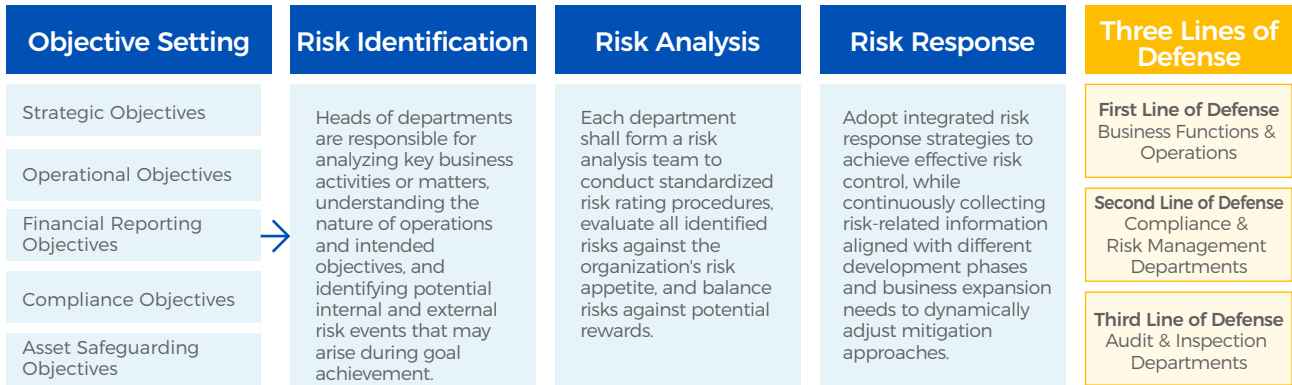 Objective Setting
Strategic Objectives
Operational Objectives
Financial Reporting
Objectives
Compliance Objectives
Asset Safeguarding
Objectives
Risk Identification
Heads of departments
are responsible for
analyzing key business
activities or matters,
understanding the
nature of operations
and intended
objectives, and
identifying potential
internal and external
risk events that may
arise during goal
achievement.
Risk Analysis
Each department
shall form a risk
analysis team to
conduct standardized
risk rating procedures,
evaluate all identified
risks against the
organization's risk
appetite, and balance
risks against potential
rewards.
Risk Response
Adopt integrated risk
response strategies to
achieve effective risk
control, while
continuously collecting
risk-related information
aligned with different
development phases
and business expansion
needs to dynamically
adjust mitigation
approaches.
Three Lines of
Defense
First Line of Defense
Business Functions &
Operations
Second Line of Defense
Compliance &
Risk Management
Departments
Third Line of Defense
Audit & Inspection
Departments